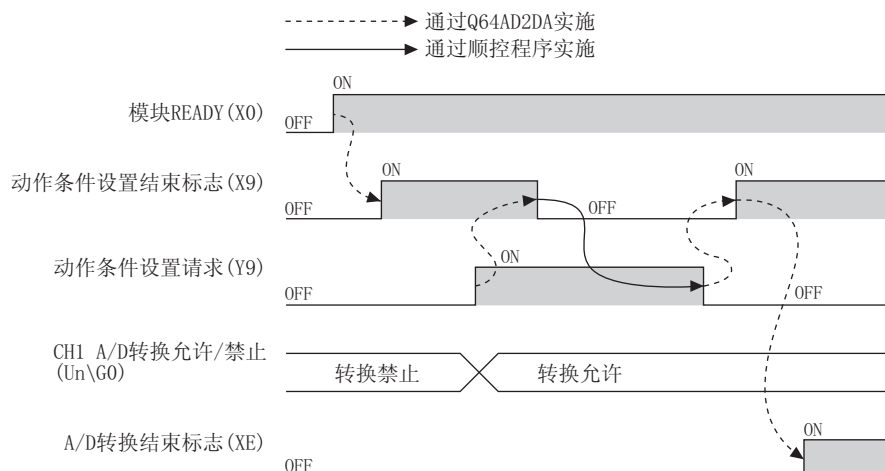 通过Q64AD2DA实施
通过顺控程序实施
ON
模块READY(X0)
OFF
ON
动作条件设置结束标志(X9)
OFF
OFF
ON
动作条件设置请求(Y9)
ON
OFF
OFF
CH1 A/D转换允许/禁止
(Un\G0)
转换禁止
转换允许
A/D转换结束标志(XE)
ON
OFF